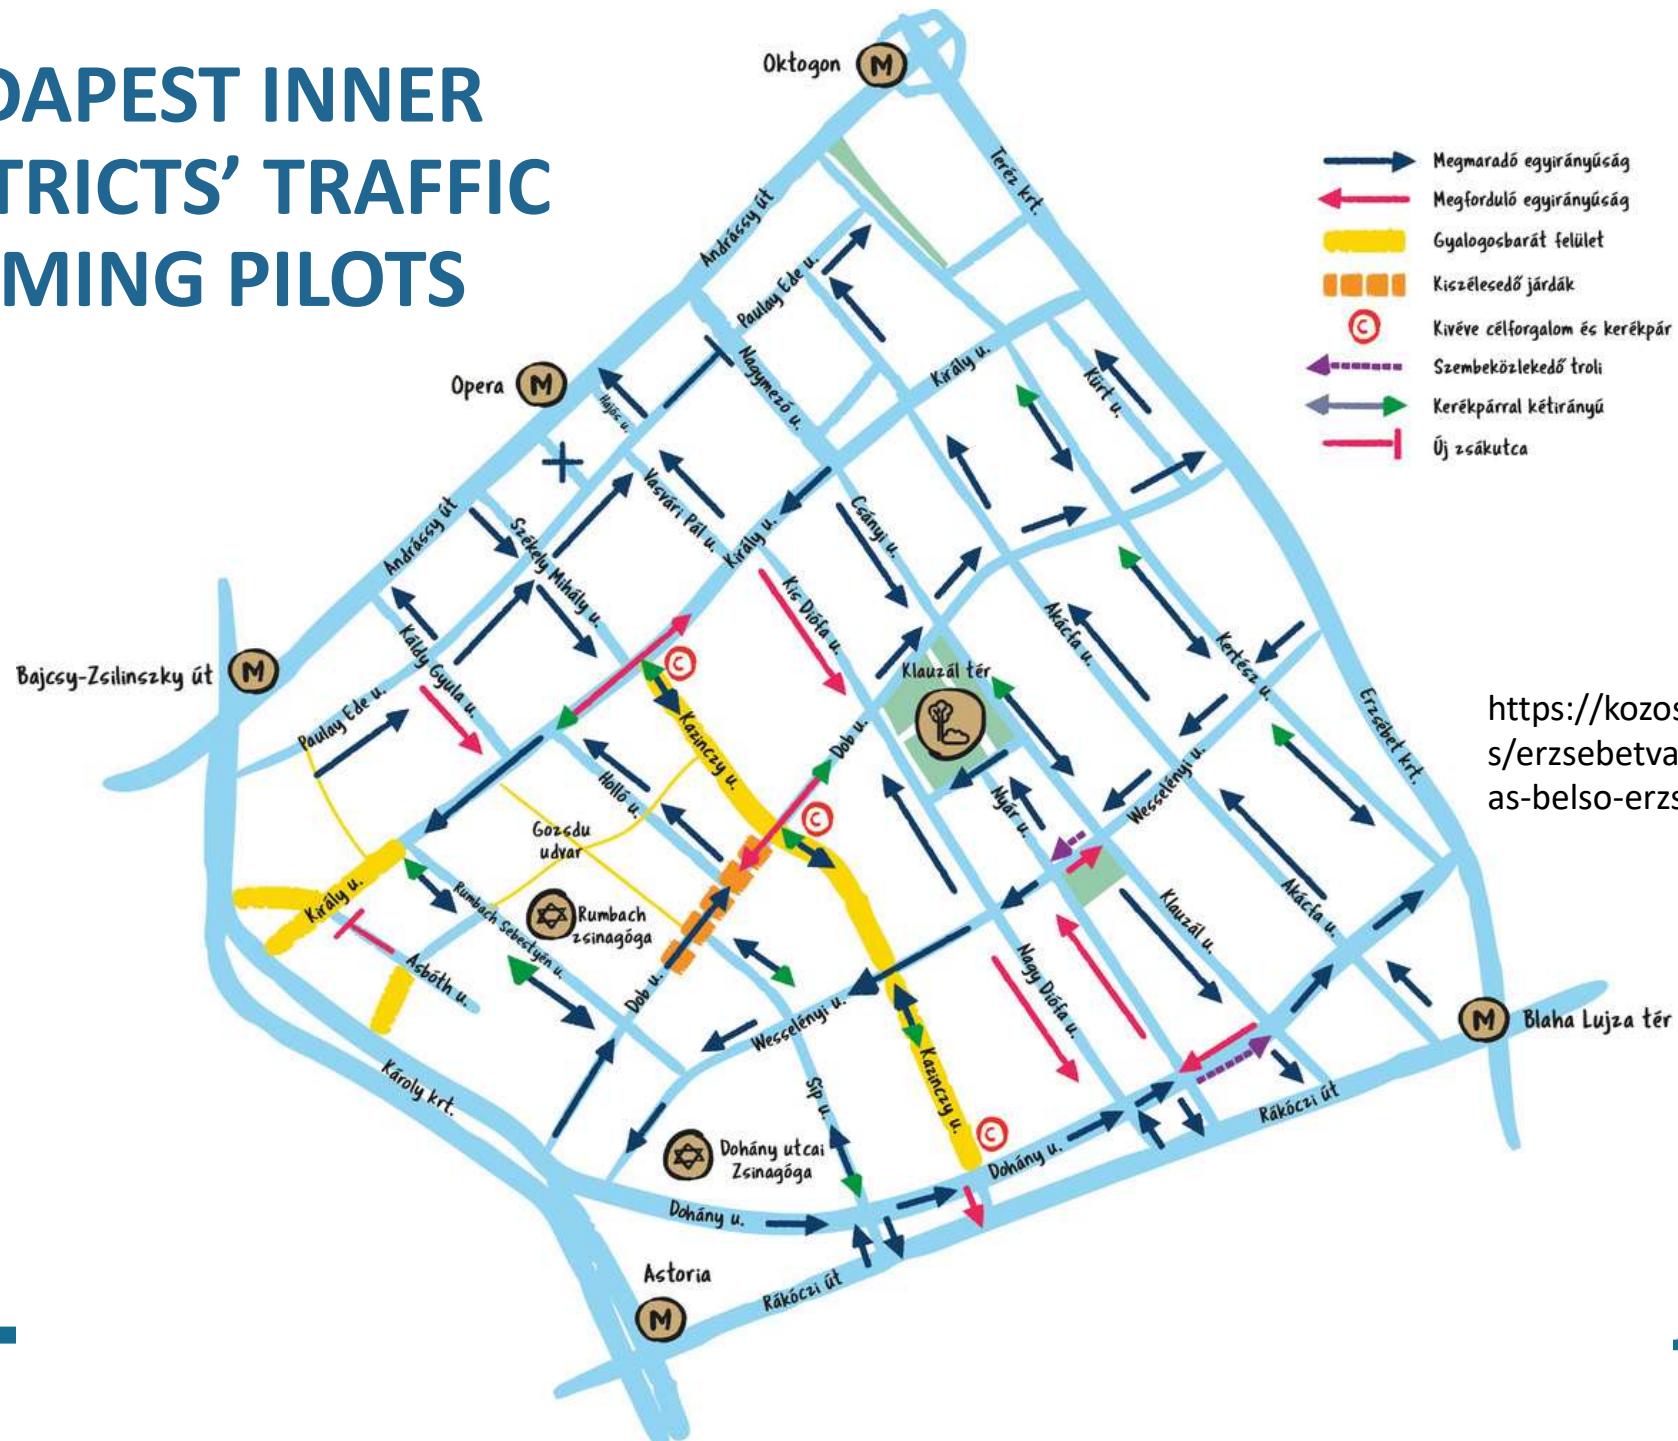 DAPEST INNER
TRICTS' TRAFFIC
MING PILOTS
Oktogon
M
Teréz krt.
Andrássy út
Paulay Ede u.
Nagymező u.
Király u.
Kürt u.
Opera
M
Hajós u.
Megmaradó egyirányúság
Megforduló egyirányúság
Gyalogosbarát felület
Kiszélesedő járdák
C
Kivéve célforgalom és kerékpár
Szembeközlekedő troli
Kerékpárral kétirányú
Új zsákutca
Andrássy út
Székely Mihály u.
Vasvári Pál u.
Király u.
Csányi u.
Kis Diófa u.
Akácfa u.
Kertész u.
Káldy Gyula u.
Bajcsy-Zsilinszky út
M
Paulay Ede u.
C
Klauzál tér
Kazinczy u.
Dob u.
Erzsébet krt.
https://kozos
s/erzsebetva
as-belso-erzs
Holló u.
Nyár u.
Wesselényi u.
Gozsdu
udvar
C
Király u.
Rumbach Sebestyén u.
Rumbach
zsinagóga
Asbóth u.
Dob u.
Klauzál u.
Akácfa u.
Nagy Diófa u.
Wesselényi u.
M
Blaha Lujza tér
Károly krt.
Síp u.
Kazinczy u.
Rákóczi út
C
Dohány utcai
Zsinagóga
Dohány u.
Dohány u.
Astoria
M
Rákóczi út